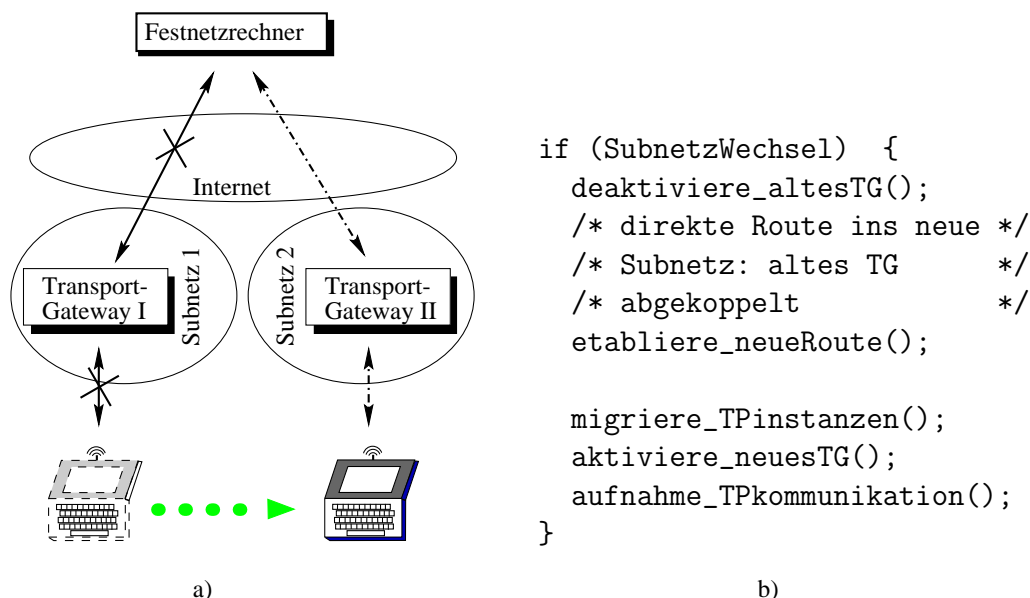 Festnetzrechner
Internet
Subnetz 1
Subnetz 2
Transport-
Gateway I
Transport-
Gateway II
a)
if (SubnetzWechsel)  {
  deaktiviere_altesTG();
  /* direkte Route ins neue */
  /* Subnetz: altes TG      */
  /* abgekoppelt            */
  etabliere_neueRoute();

  migriere_TPinstanzen();
  aktiviere_neuesTG();
  aufnahme_TPkommunikation();
}
b)